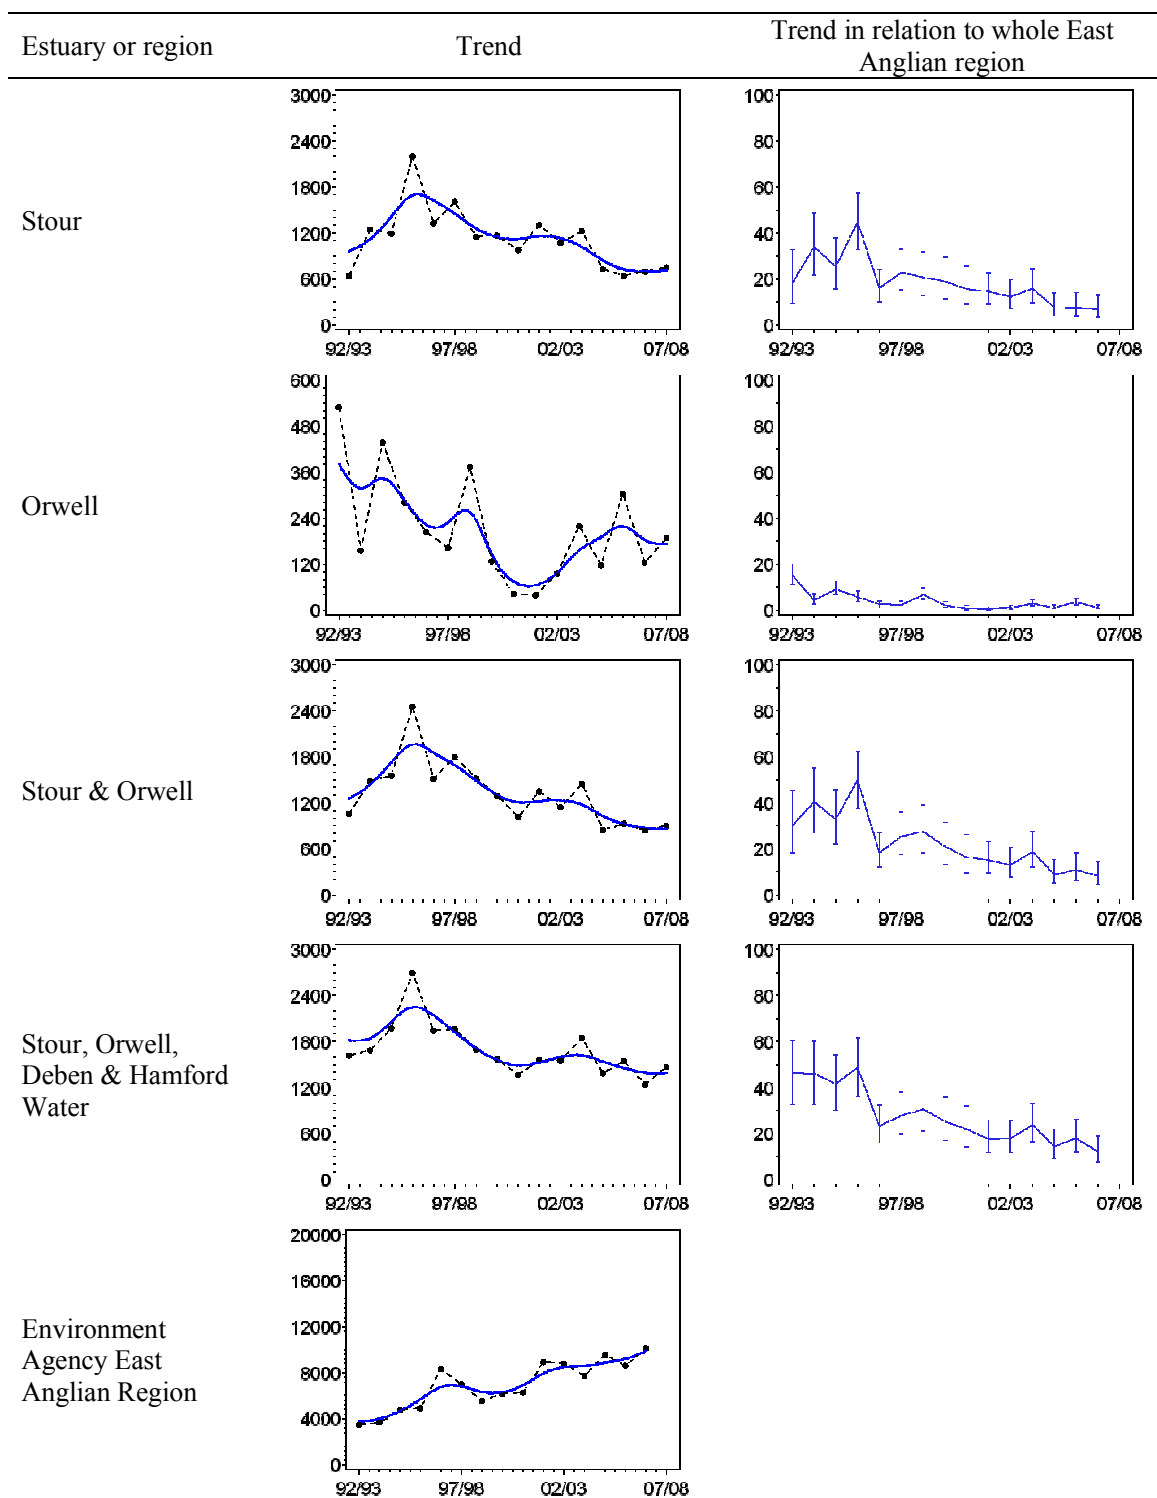 Estuary or region
Trend
Trend in relation to whole East
Anglian region
Stour
3000
2400
1800
1200
600
0
92/93 97/98 02/03 07/08
100
80
60
40
20
0
92/93 97/98 02/03 07/08
Orwell
600
480
360
240
120
0
92/93 97/98 02/03 07/08
100
80
60
40
20
0
92/93 97/98 02/03 07/08
Stour & Orwell
3000
2400
1800
1200
600
0
92/93 97/98 02/03 07/08
100
80
60
40
20
0
92/93 97/98 02/03 07/08
Stour, Orwell,
Deben & Hamford
Water
3000
2400
1800
1200
600
0
92/93 97/98 02/03 07/08
100
80
60
40
20
0
92/93 97/98 02/03 07/08
Environment
Agency East
Anglian Region
20000
16000
12000
8000
4000
0
92/93 97/98 02/03 07/08